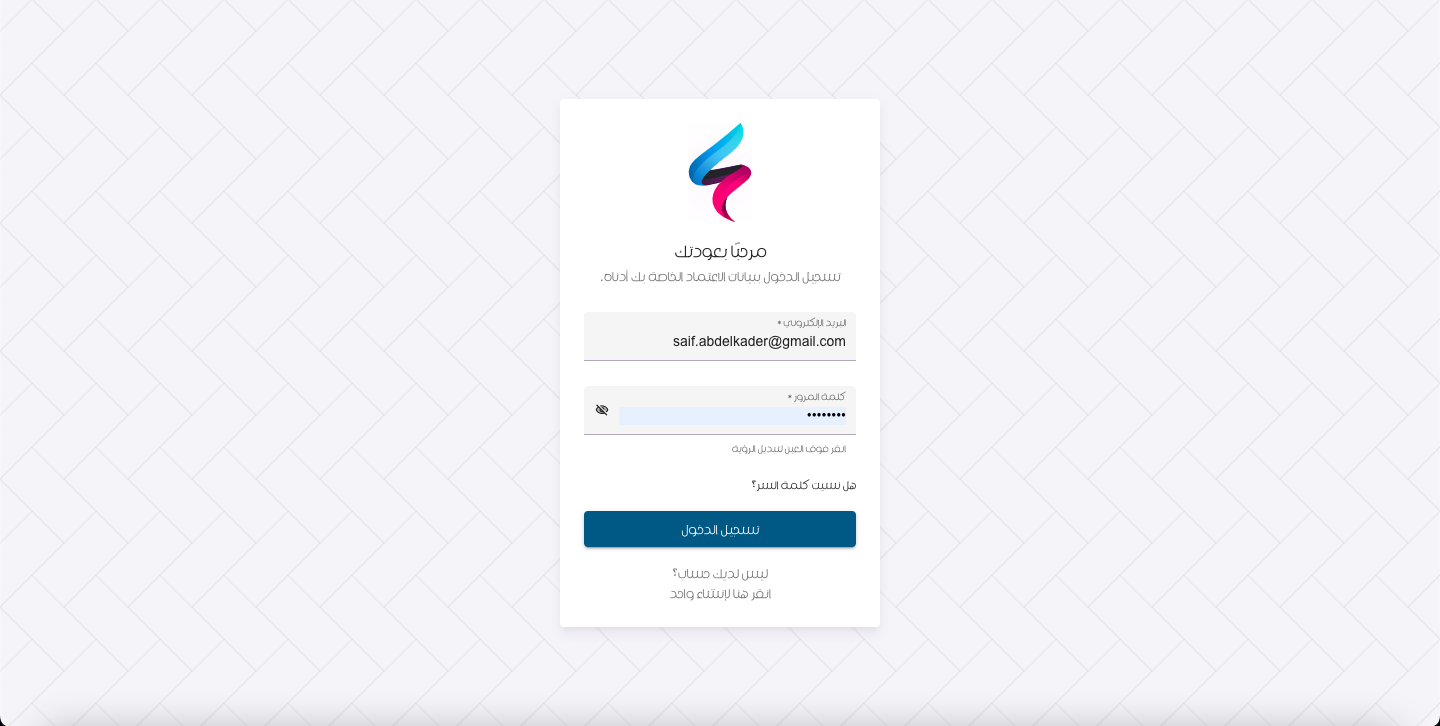 مرحبًا بعودتك
تسجيل الدخول ببيانات الاعتماد الخاصة بك أدناه.
البريد الإلكتروني *
saif.abdelkader@gmail.com
كلمة المرور *
••••••••
انقر فوق العين لتبديل الرؤية
هل نسيت كلمة السر؟
تسجيل الدخول
ليس لديك حساب؟
انقر هنا لإنشاء واحد